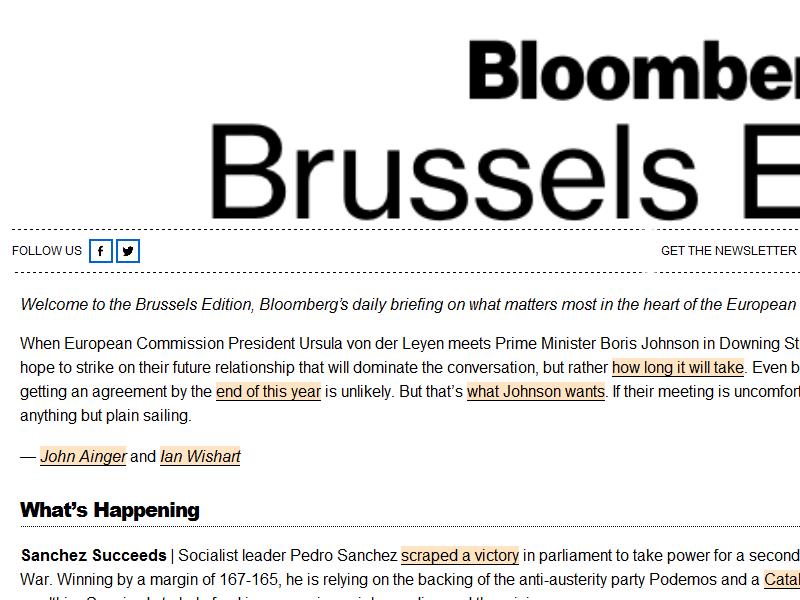 Bloomber
Brussels E
FOLLOW US GET THE NEWSLETTER
Welcome to the Brussels Edition, Bloomberg’s daily briefing on what matters most in the heart of the European
When European Commission President Ursula von der Leyen meets Prime Minister Boris Johnson in Downing St
hope to strike on their future relationship that will dominate the conversation, but rather how long it will take. Even b
getting an agreement by the end of this year is unlikely. But that’s what Johnson wants. If their meeting is uncomfort
anything but plain sailing.
— John Ainger and Ian Wishart
What’s Happening
Sanchez Succeeds | Socialist leader Pedro Sanchez scraped a victory in parliament to take power for a second
War. Winning by a margin of 167-165, he is relying on the backing of the anti-austerity party Podemos and a Catal